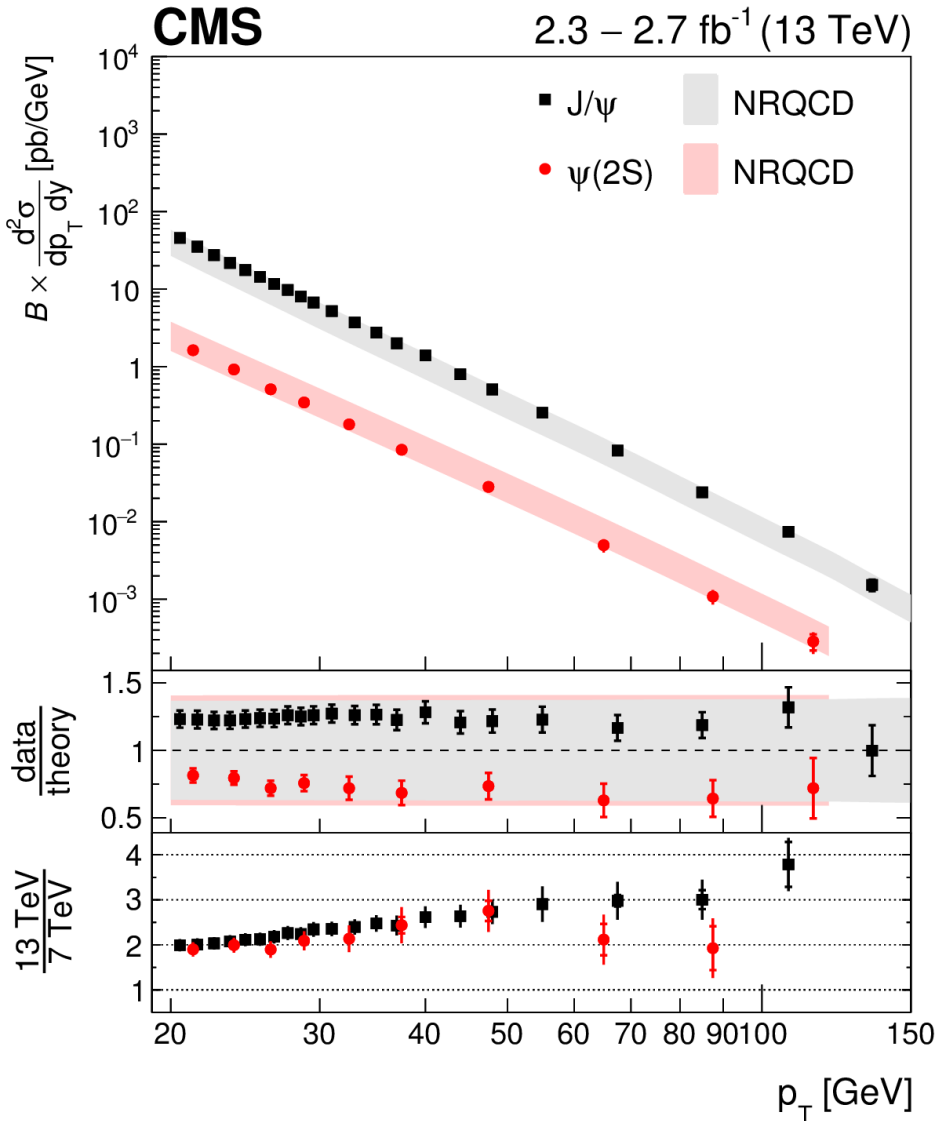 CMS 2.3 – 2.7 fb⁻¹ (13 TeV)
B × d²σ / dp_T dy [pb/GeV]
10⁴
10³
10²
10
1
10⁻¹
10⁻²
10⁻³
J/ψ NRQCD
ψ(2S) NRQCD
data / theory
1.5
1
0.5
13 TeV / 7 TeV
4
3
2
1
20 30 40 50 60 70 80 90 100 150
p_T [GeV]